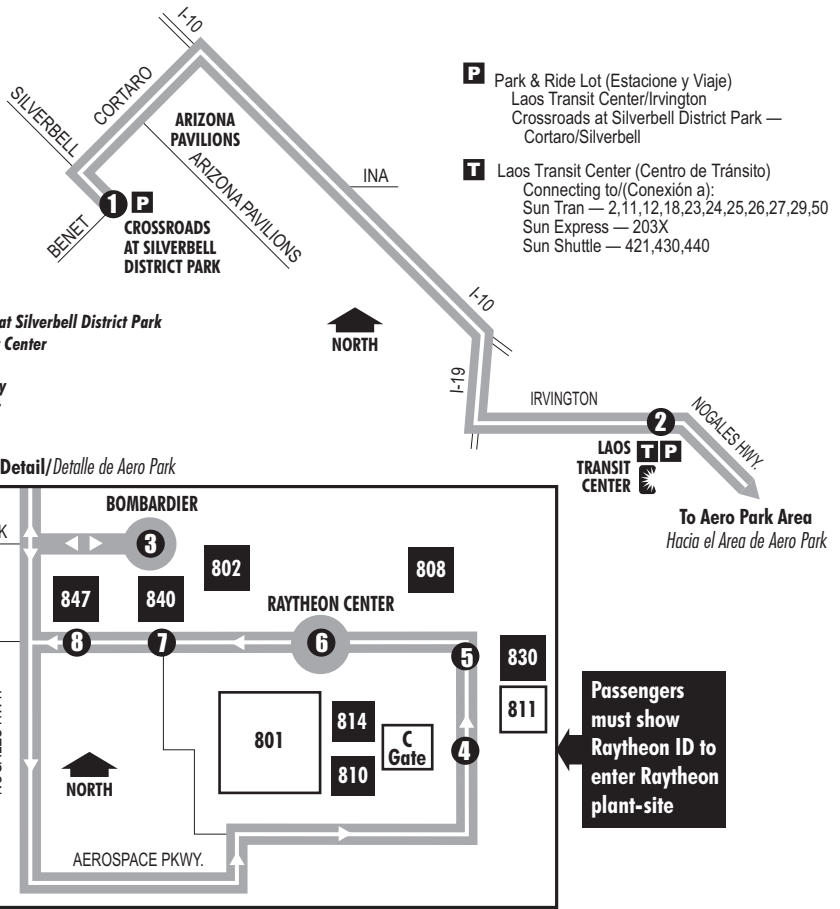 I-10
SILVERBELL
CORTARO
ARIZONA
PAVILIONS
ARIZONA PAVILIONS
INA
1 P
CROSSROADS
AT SILVERBELL
DISTRICT PARK
BENET
P Park & Ride Lot (Estacione y Viaje)
Laos Transit Center/Irvington
Crossroads at Silverbell District Park —
Cortaro/Silverbell
T Laos Transit Center (Centro de Tránsito)
Connecting to/(Conexión a):
Sun Tran — 2,11,12,18,23,24,25,26,27,29,50
Sun Express — 203X
Sun Shuttle — 421,430,440
at Silverbell District Park
Center
NORTH
I-10
I-19
IRVINGTON
2
NOGALES HWY.
LAOS T P
TRANSIT
CENTER
To Aero Park Area
Hacia el Area de Aero Park
Detail/Detalle de Aero Park
BOMBARDIER
K
3
802
808
847
840
RAYTHEON CENTER
8
7
6
5
830
811
801
814
810
C
Gate
4
NORTH
AEROSPACE PKWY.
Passengers
must show
Raytheon ID to
enter Raytheon
plant-site